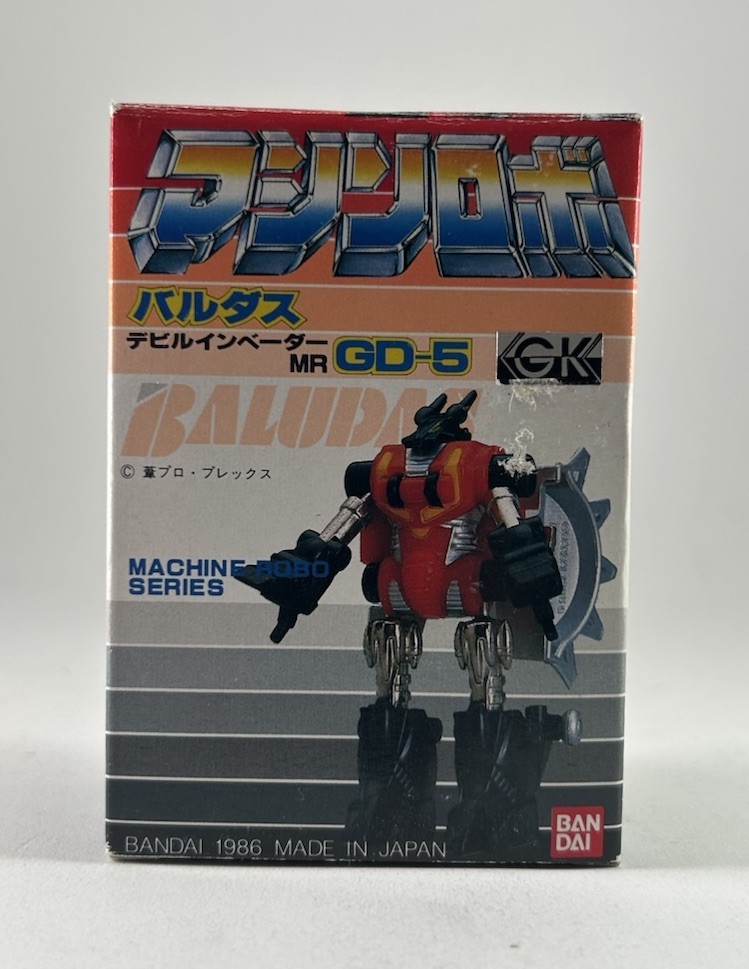 マシンロボ
バルダス
デビルインベーダー
MR GD-5
GK
BALUDAS
© 葦プロ・プレックス
MACHINE ROBO
SERIES
BANDAI 1986 MADE IN JAPAN
BAN
DAI